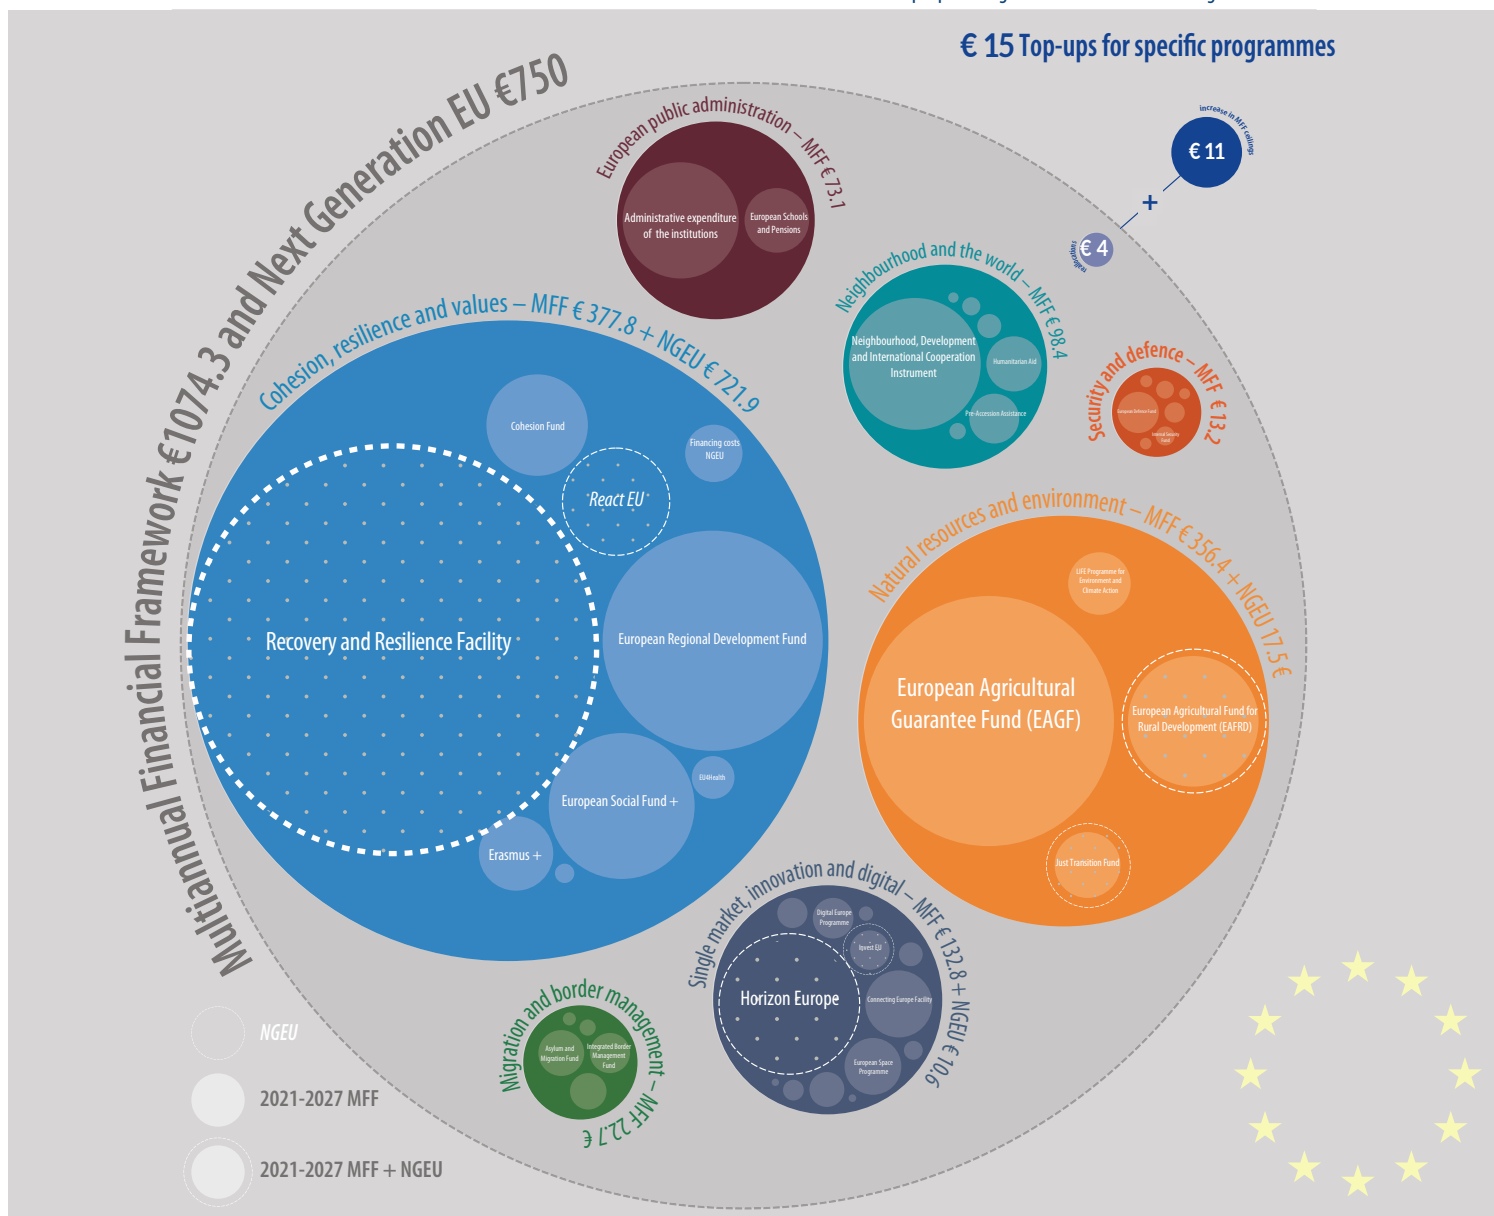 € 15 Top-ups for specific programmes
increase in MFF ceilings
€ 11
+
€ 4
reallocations
Multiannual Financial Framework €1074.3 and Next Generation EU €750
European public administration – MFF € 73.1
Administrative expenditure
of the institutions
European Schools
and Pensions
Neighbourhood and the world – MFF € 98.4
Neighbourhood, Development
and International Cooperation
Instrument
Humanitarian Aid
Pre-Accession Assistance
Security and defence – MFF € 13.2
European Defence Fund
Internal Security
Fund
Cohesion, resilience and values – MFF € 377.8 + NGEU € 721.9
Cohesion Fund
Financing costs
NGEU
React EU
Recovery and Resilience Facility
European Regional Development Fund
EU4Health
European Social Fund +
Erasmus +
Natural resources and environment – MFF € 356.4 + NGEU 17.5 €
LIFE Programme for
Environment and
Climate Action
European Agricultural
Guarantee Fund (EAGF)
European Agricultural Fund for
Rural Development (EAFRD)
Just Transition Fund
Single market, innovation and digital – MFF € 132.8 + NGEU € 10.6
Digital Europe
Programme
Invest EU
Horizon Europe
Connecting Europe Facility
European Space
Programme
Migration and border management – MFF 22.7 €
Asylum and
Migration Fund
Integrated Border
Management
Fund
NGEU
2021-2027 MFF
2021-2027 MFF + NGEU